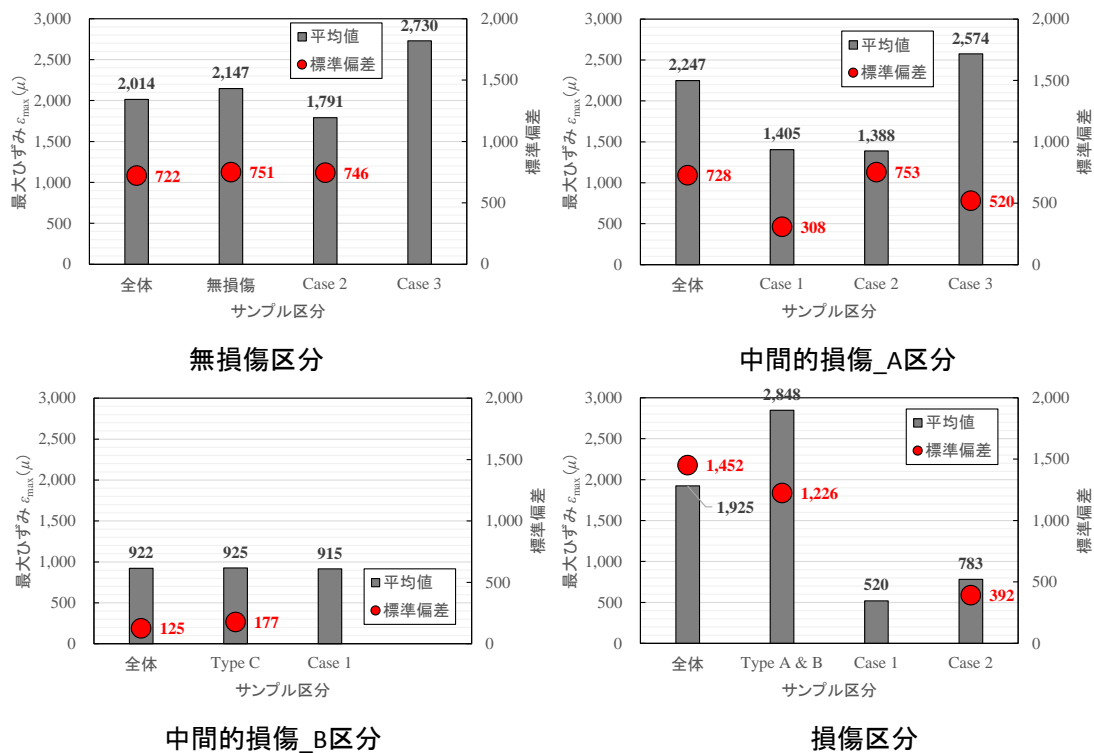 3,000
2,500
2,000
1,500
1,000
500
0
最大ひずみ εmax(μ)
2,014
2,147
1,791
2,730
722
751
746
平均値
標準偏差
2,000
1,500
1,000
500
0
標準偏差
全体
無損傷
Case 2
Case 3
サンプル区分
無損傷区分
3,000
2,500
2,000
1,500
1,000
500
0
最大ひずみ εmax(μ)
2,247
1,405
1,388
2,574
728
308
753
520
平均値
標準偏差
2,000
1,500
1,000
500
0
標準偏差
全体
Case 1
Case 2
Case 3
サンプル区分
中間的損傷_A区分
3,000
2,500
2,000
1,500
1,000
500
0
最大ひずみ εmax(μ)
922
925
915
125
177
平均値
標準偏差
2,000
1,500
1,000
500
0
標準偏差
全体
Type C
Case 1
サンプル区分
中間的損傷_B区分
3,000
2,500
2,000
1,500
1,000
500
0
最大ひずみ εmax(μ)
1,925
2,848
520
783
1,452
1,226
392
平均値
標準偏差
2,000
1,500
1,000
500
0
標準偏差
全体
Type A & B
Case 1
Case 2
サンプル区分
損傷区分